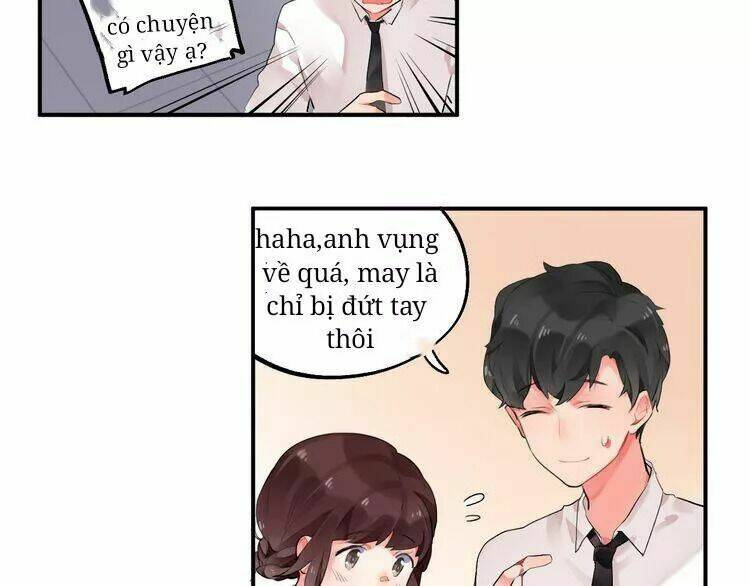 có chuyện
gì vậy ạ?
haha,anh vụng
về quá, may là
chỉ bị đứt tay
thôi